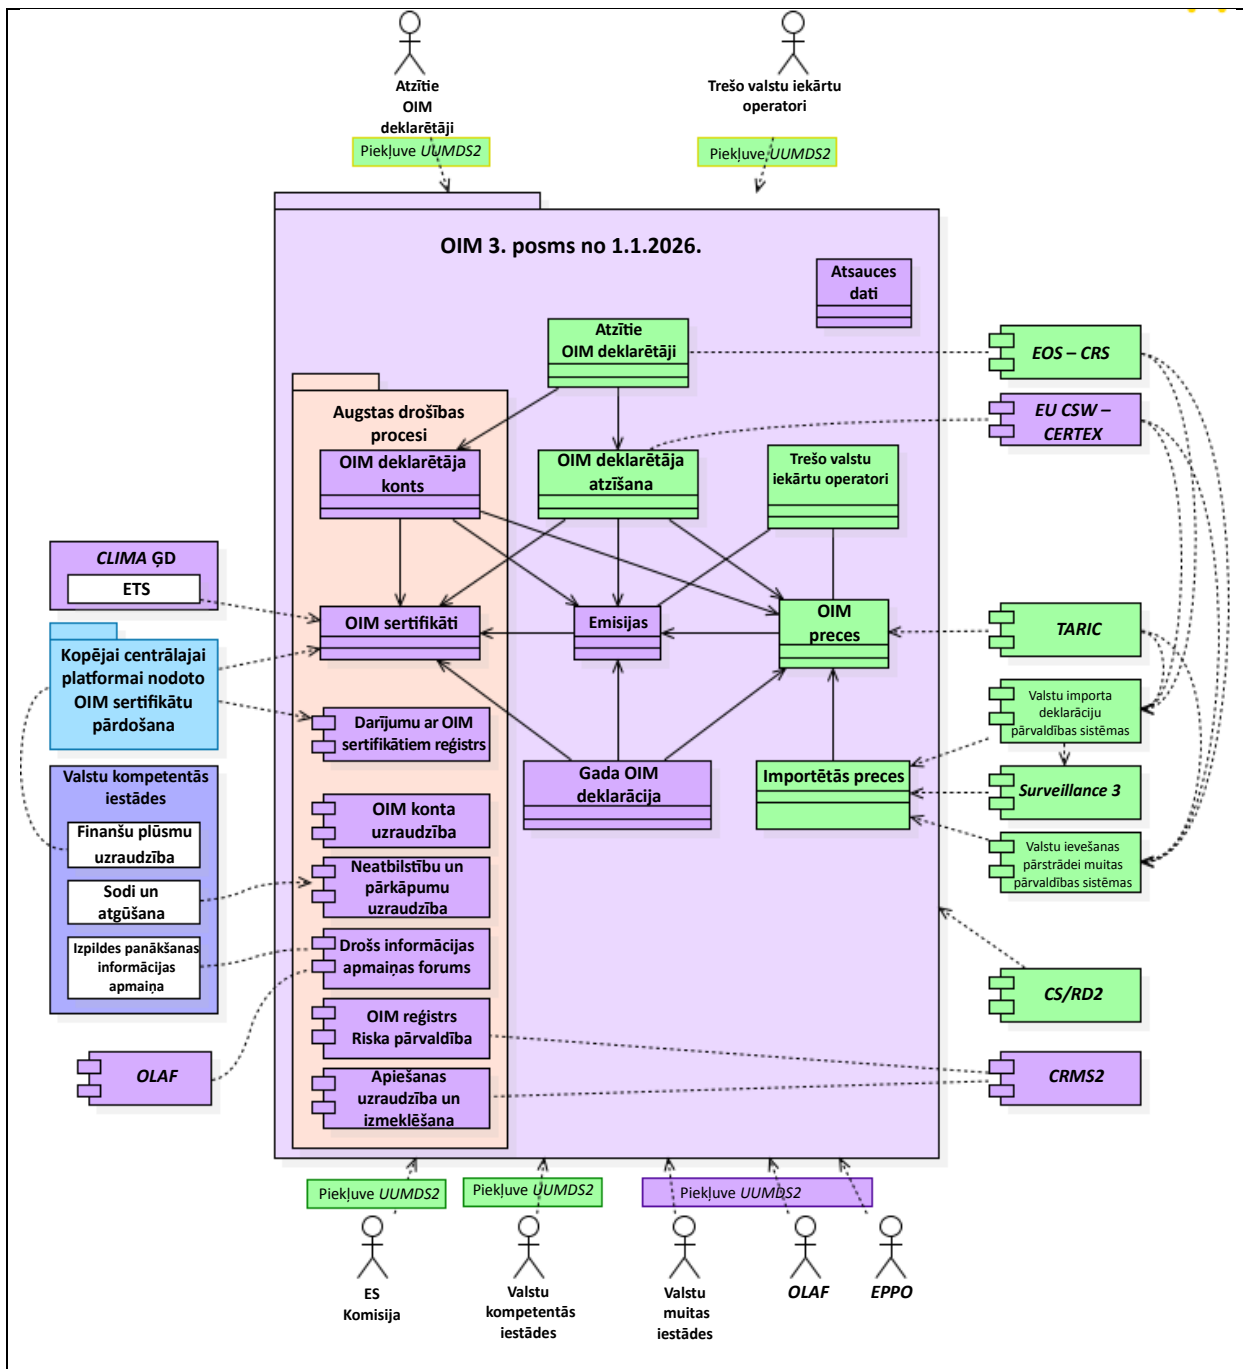 Atzītie
OIM
deklarētāji
Piekļuve UUMDS2
Trešo valstu iekārtu
operatori
Piekļuve UUMDS2
OIM 3. posms no 1.1.2026.
Atsauces
dati
Atzītie
OIM deklarētāji
EOS – CRS
EU CSW –
CERTEX
Augstas drošības
procesi
OIM deklarētāja
konts
OIM deklarētāja
atzīšana
Trešo valstu
iekārtu operatori
CLIMA ĢD
ETS
OIM sertifikāti
Emisijas
OIM
preces
TARIC
Kopējai centrālajai
platformai nodoto
OIM sertifikātu
pārdošana
Darījumu ar OIM
sertifikātiem reģistrs
Valstu importa
deklarāciju
pārvaldības sistēmas
Valstu kompetentās
iestādes
Finanšu plūsmu
uzraudzība
Sodi un
atgūšana
Izpildes panākšanas
informācijas
apmaiņa
OIM konta
uzraudzība
Gada OIM
deklarācija
Importētās preces
Surveillance 3
Neatbilstību un
pārkāpumu
uzraudzība
Valstu ievešanas
pārstrādei muitas
pārvaldības sistēmas
Drošs informācijas
apmaiņas forums
OIM reģistrs
Riska pārvaldība
CS/RD2
OLAF
Apiešanas
uzraudzība un
izmeklēšana
CRMS2
Piekļuve UUMDS2
Piekļuve UUMDS2
Piekļuve UUMDS2
ES
Komisija
Valstu
kompetentās
iestādes
Valstu
muitas
iestādes
OLAF
EPPO